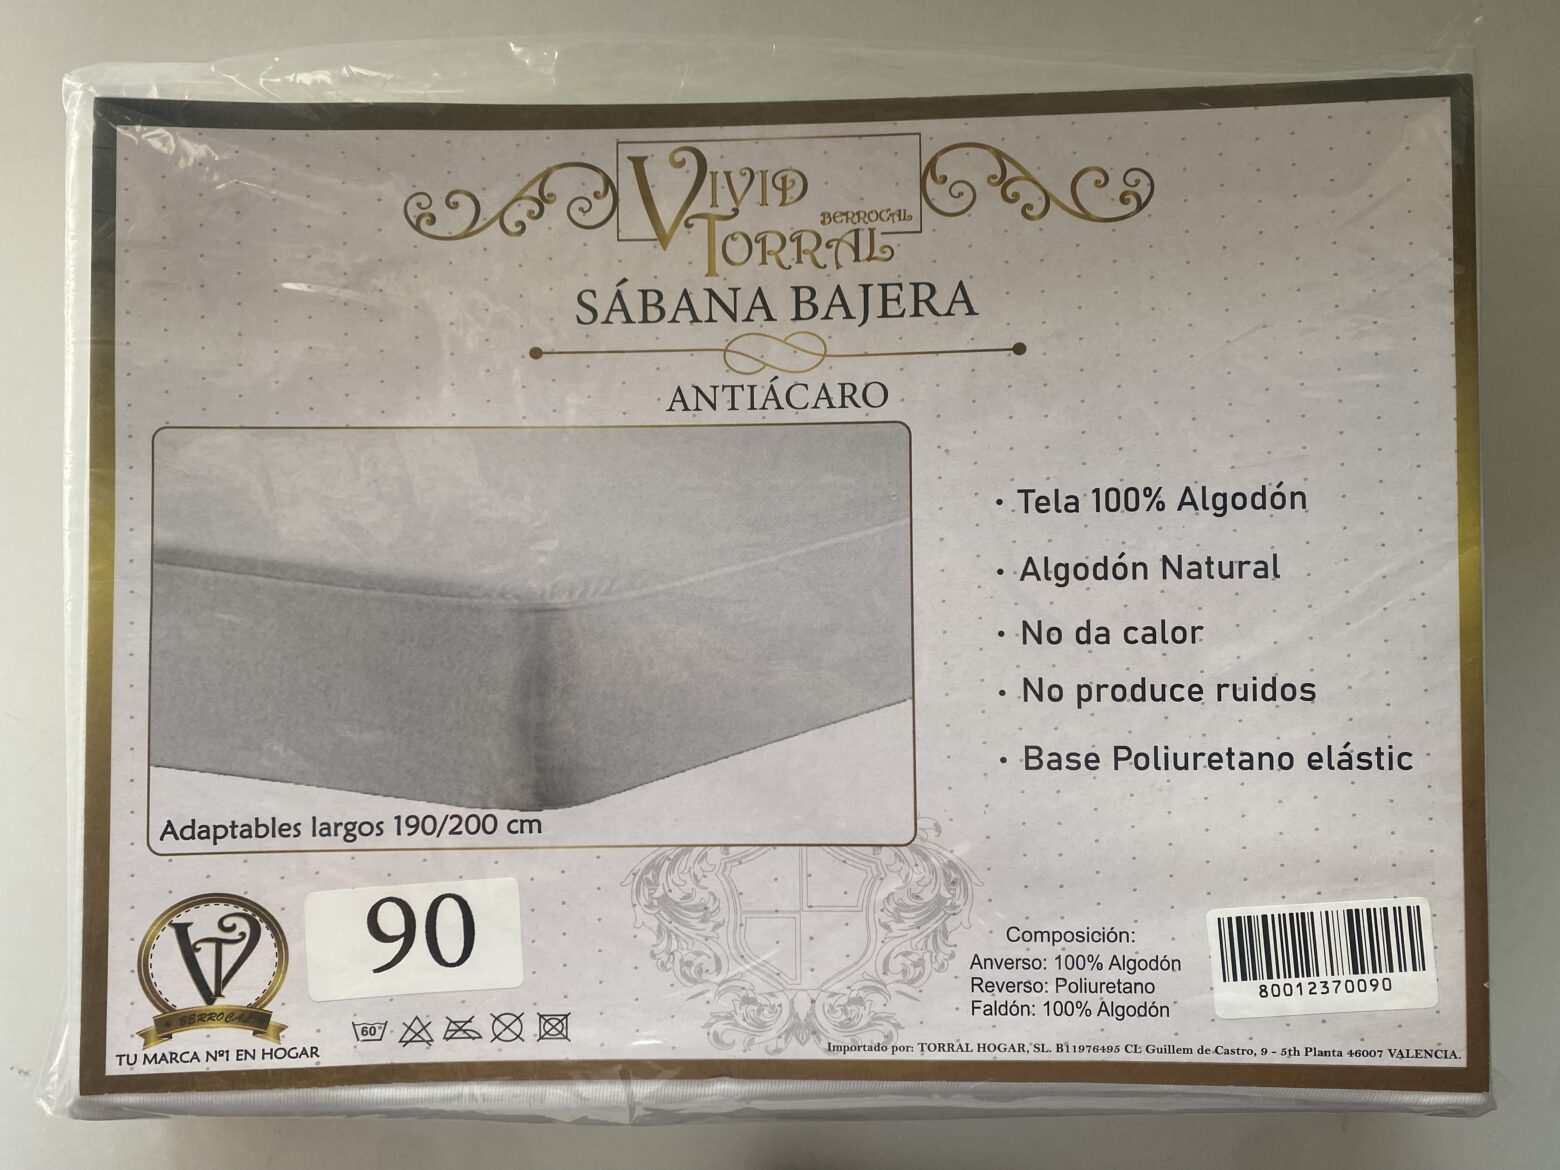 VIVID
BERROCAL
TORRAL
SÁBANA BAJERA
ANTIÁCARO
• Tela 100% Algodón
• Algodón Natural
• No da calor
• No produce ruidos
• Base Poliuretano elástic
Adaptables largos 190/200 cm
VT
BERROCAL
TU MARCA Nº1 EN HOGAR
90
60°
Composición:
Anverso: 100% Algodón
Reverso: Poliuretano
Faldón: 100% Algodón
80012370090
Importado por: TORRAL HOGAR, SL. B11976495 CL Guillem de Castro, 9 - 5th Planta 46007 VALENCIA.